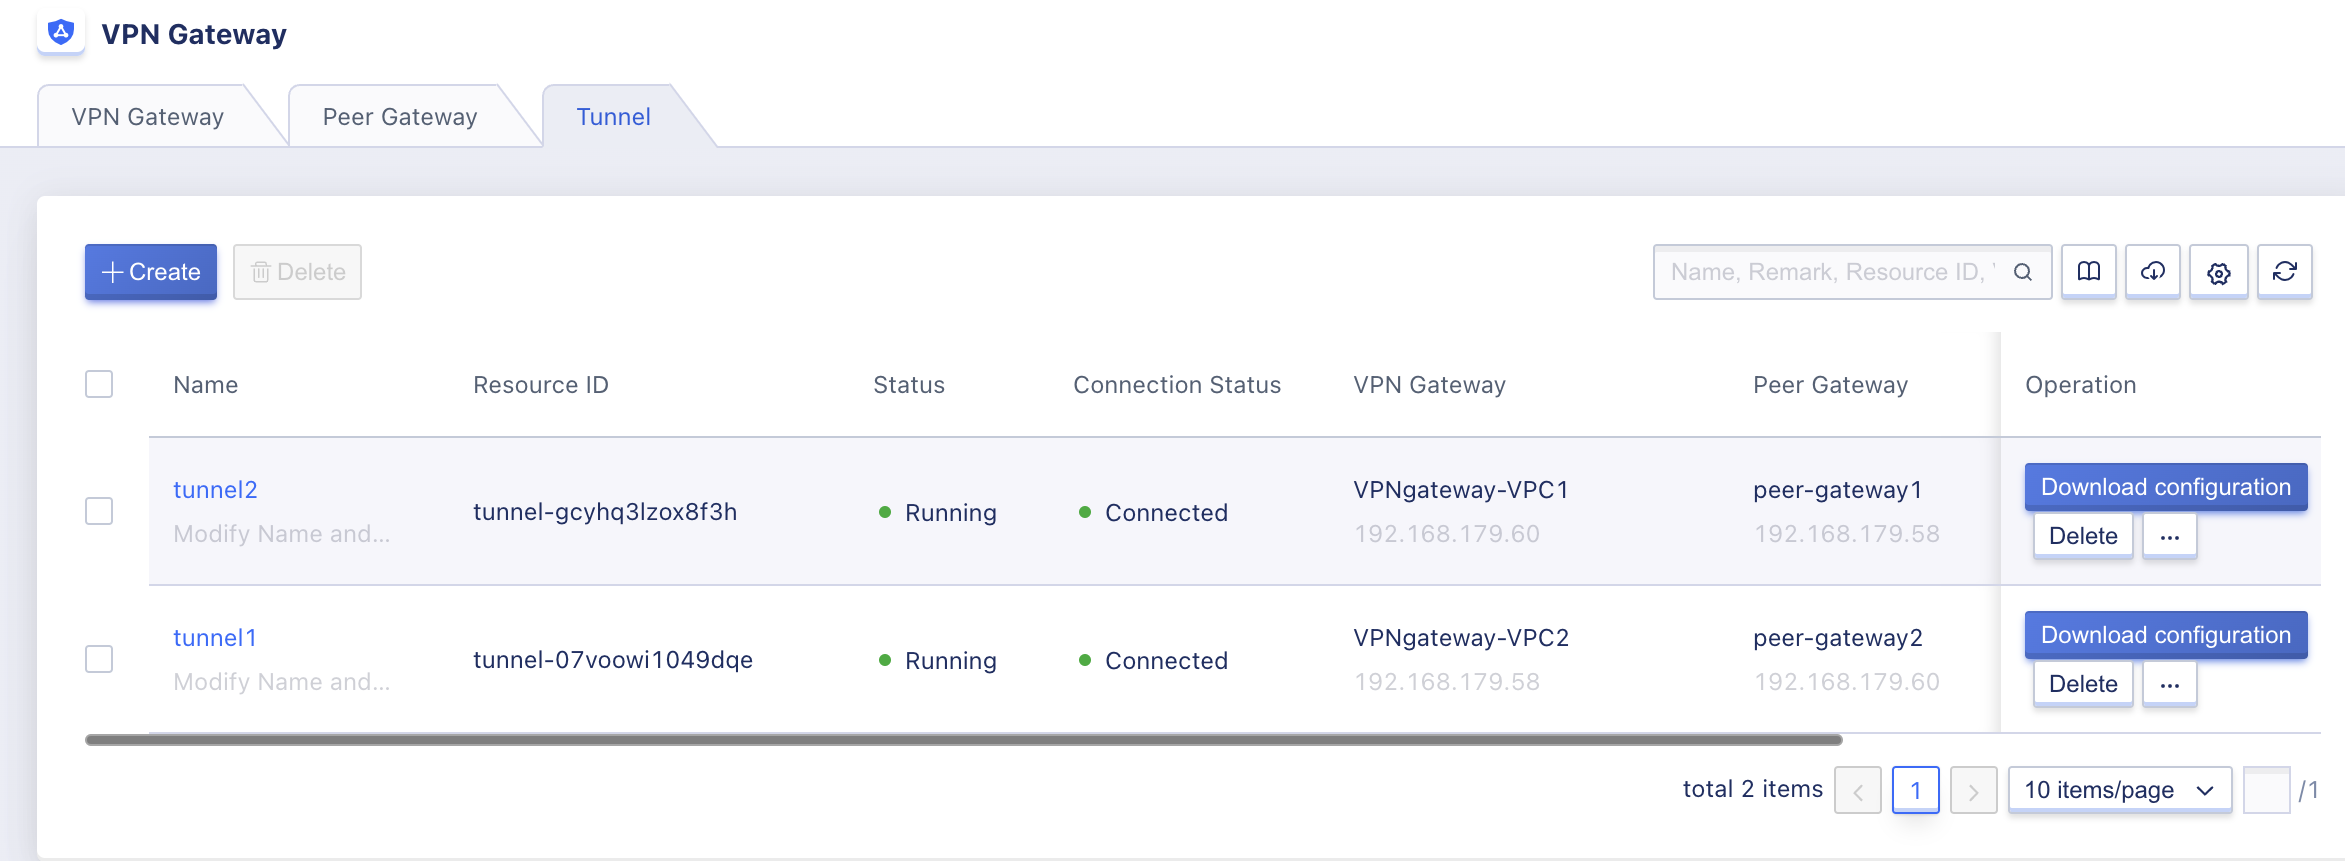 VPN Gateway
VPN Gateway Peer Gateway Tunnel
Create Delete Name, Remark, Resource ID,
Name Resource ID Status Connection Status VPN Gateway Peer Gateway Operation
tunnel2 VPNgateway-VPC1 peer-gateway1 Download configuration
tunnel-gcyhq3lzox8f3h Running Connected
Modify Name and... 192.168.179.60 192.168.179.58 Delete ...
tunnel1 VPNgateway-VPC2 peer-gateway2 Download configuration
tunnel-07voowi1049dqe Running Connected
Modify Name and... 192.168.179.58 192.168.179.60 Delete ...
total 2 items 1 10 items/page /1